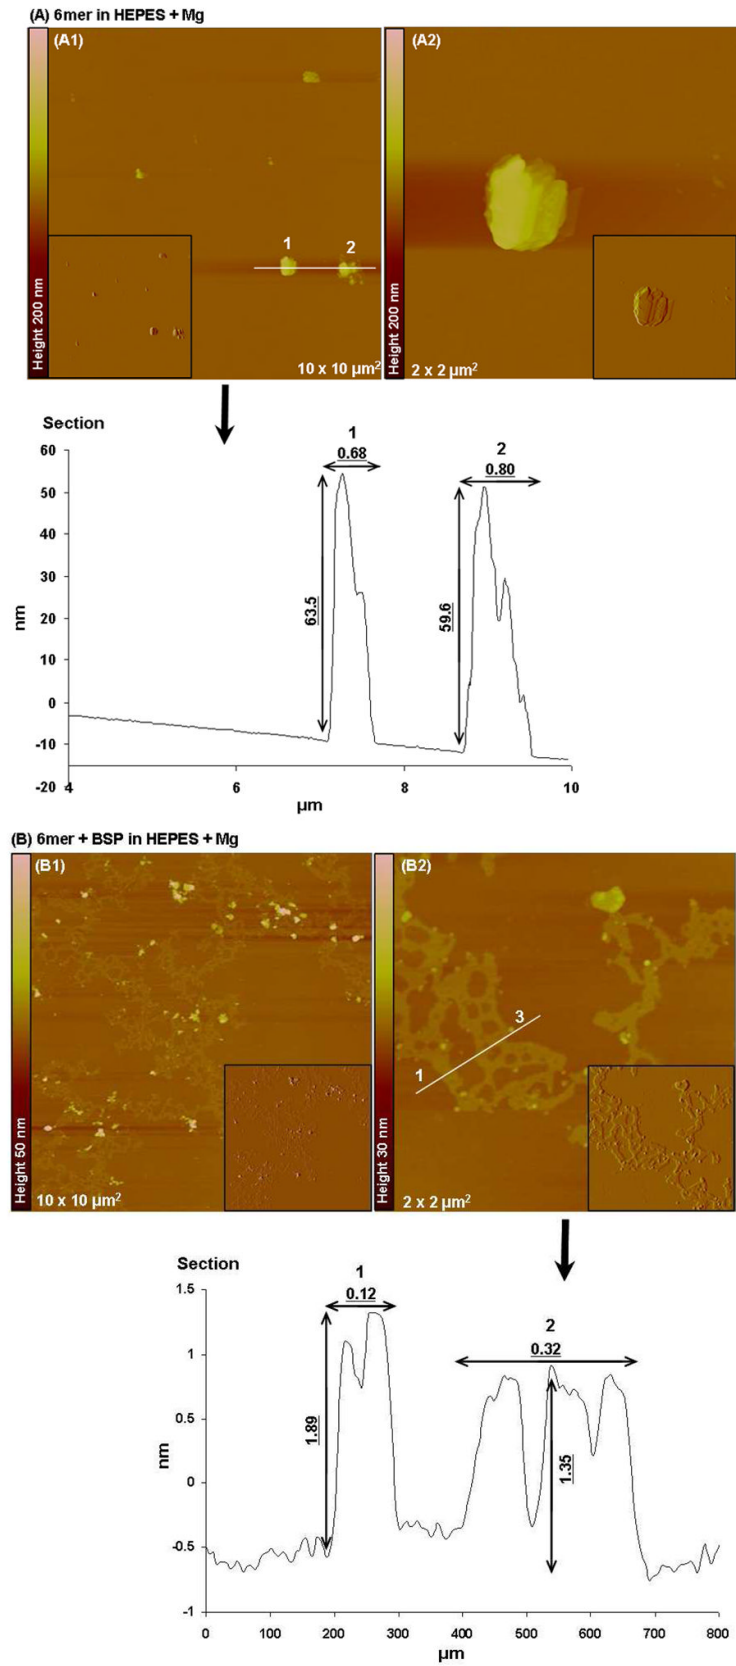 (A) 6mer in HEPES + Mg
(A1)
(A2)
1 2
Height 200 nm
10 x 10 µm²
Height 200 nm
2 x 2 µm²
Section
1
0.68
2
0.80
60
50
40
30
20
10
0
-10
-20
nm
63.5
59.6
4 6 8 10
µm
(B) 6mer + BSP in HEPES + Mg
(B1)
(B2)
3
1
Height 50 nm
10 x 10 µm²
Height 30 nm
2 x 2 µm²
Section
1
0.12
2
0.32
1.5
1
0.5
0
-0.5
-1
nm
1.89
1.35
0 100 200 300 400 500 600 700 800
µm